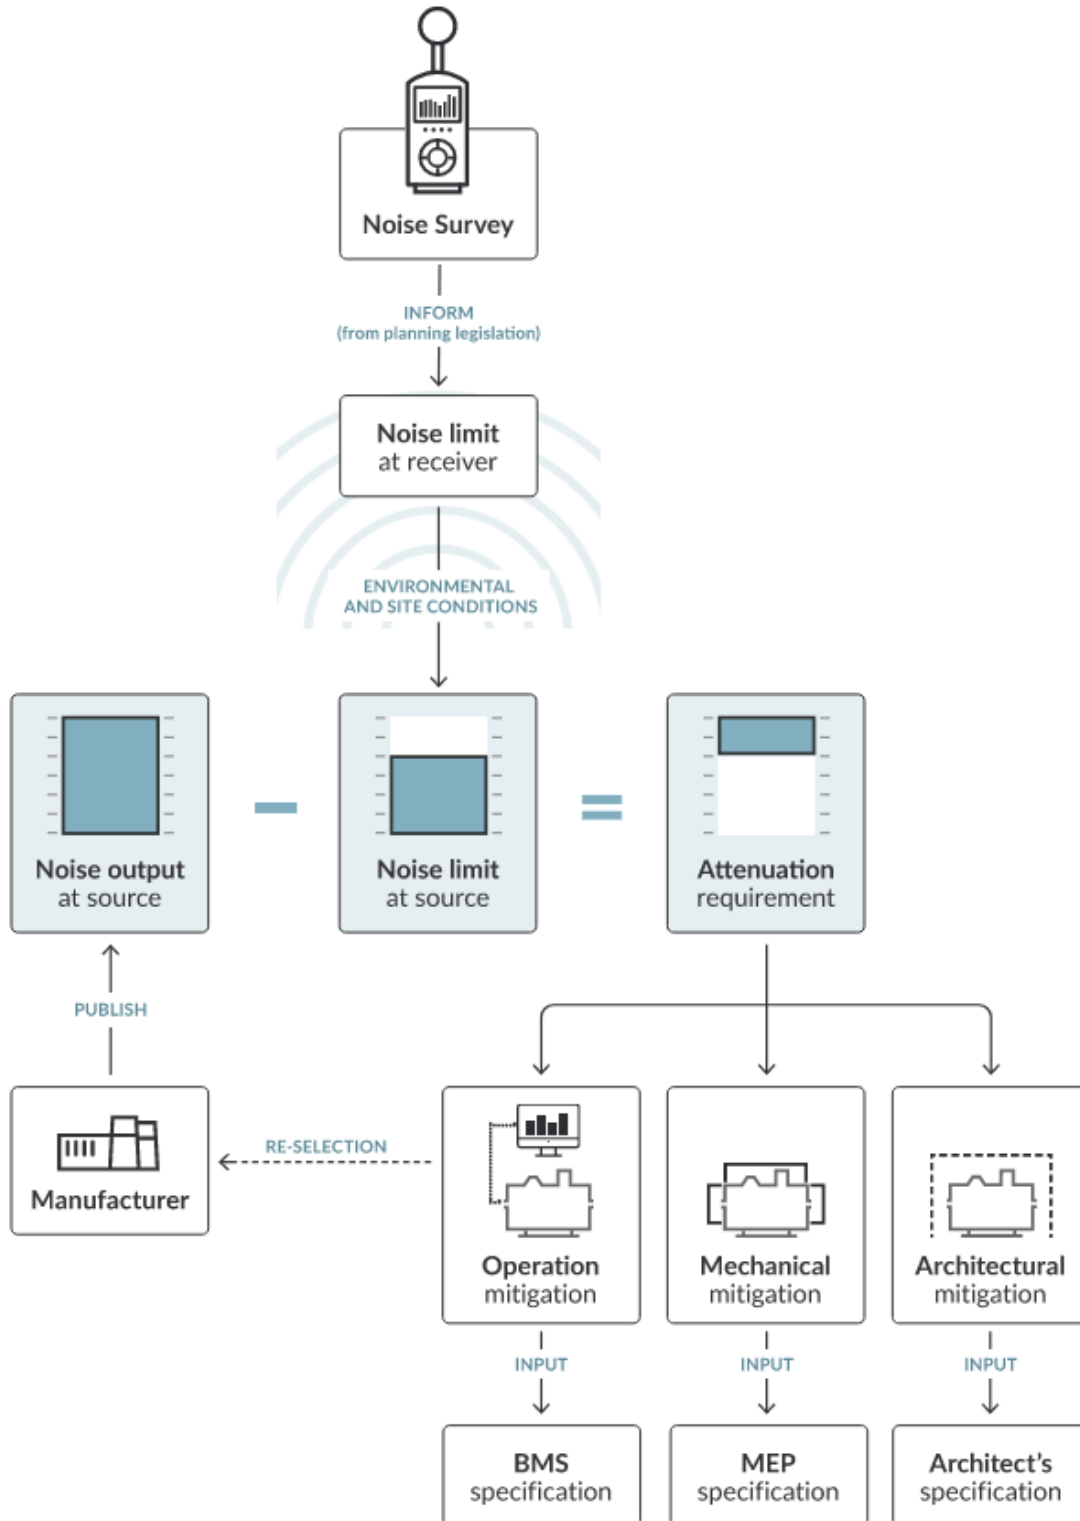 Noise Survey
INFORM
(from planning legislation)
Noise limit
at receiver
ENVIRONMENTAL
AND SITE CONDITIONS
Noise output
at source
Noise limit
at source
Attenuation
requirement
PUBLISH
Manufacturer
RE-SELECTION
Operation
mitigation
Mechanical
mitigation
Architectural
mitigation
INPUT
INPUT
INPUT
BMS
specification
MEP
specification
Architect's
specification